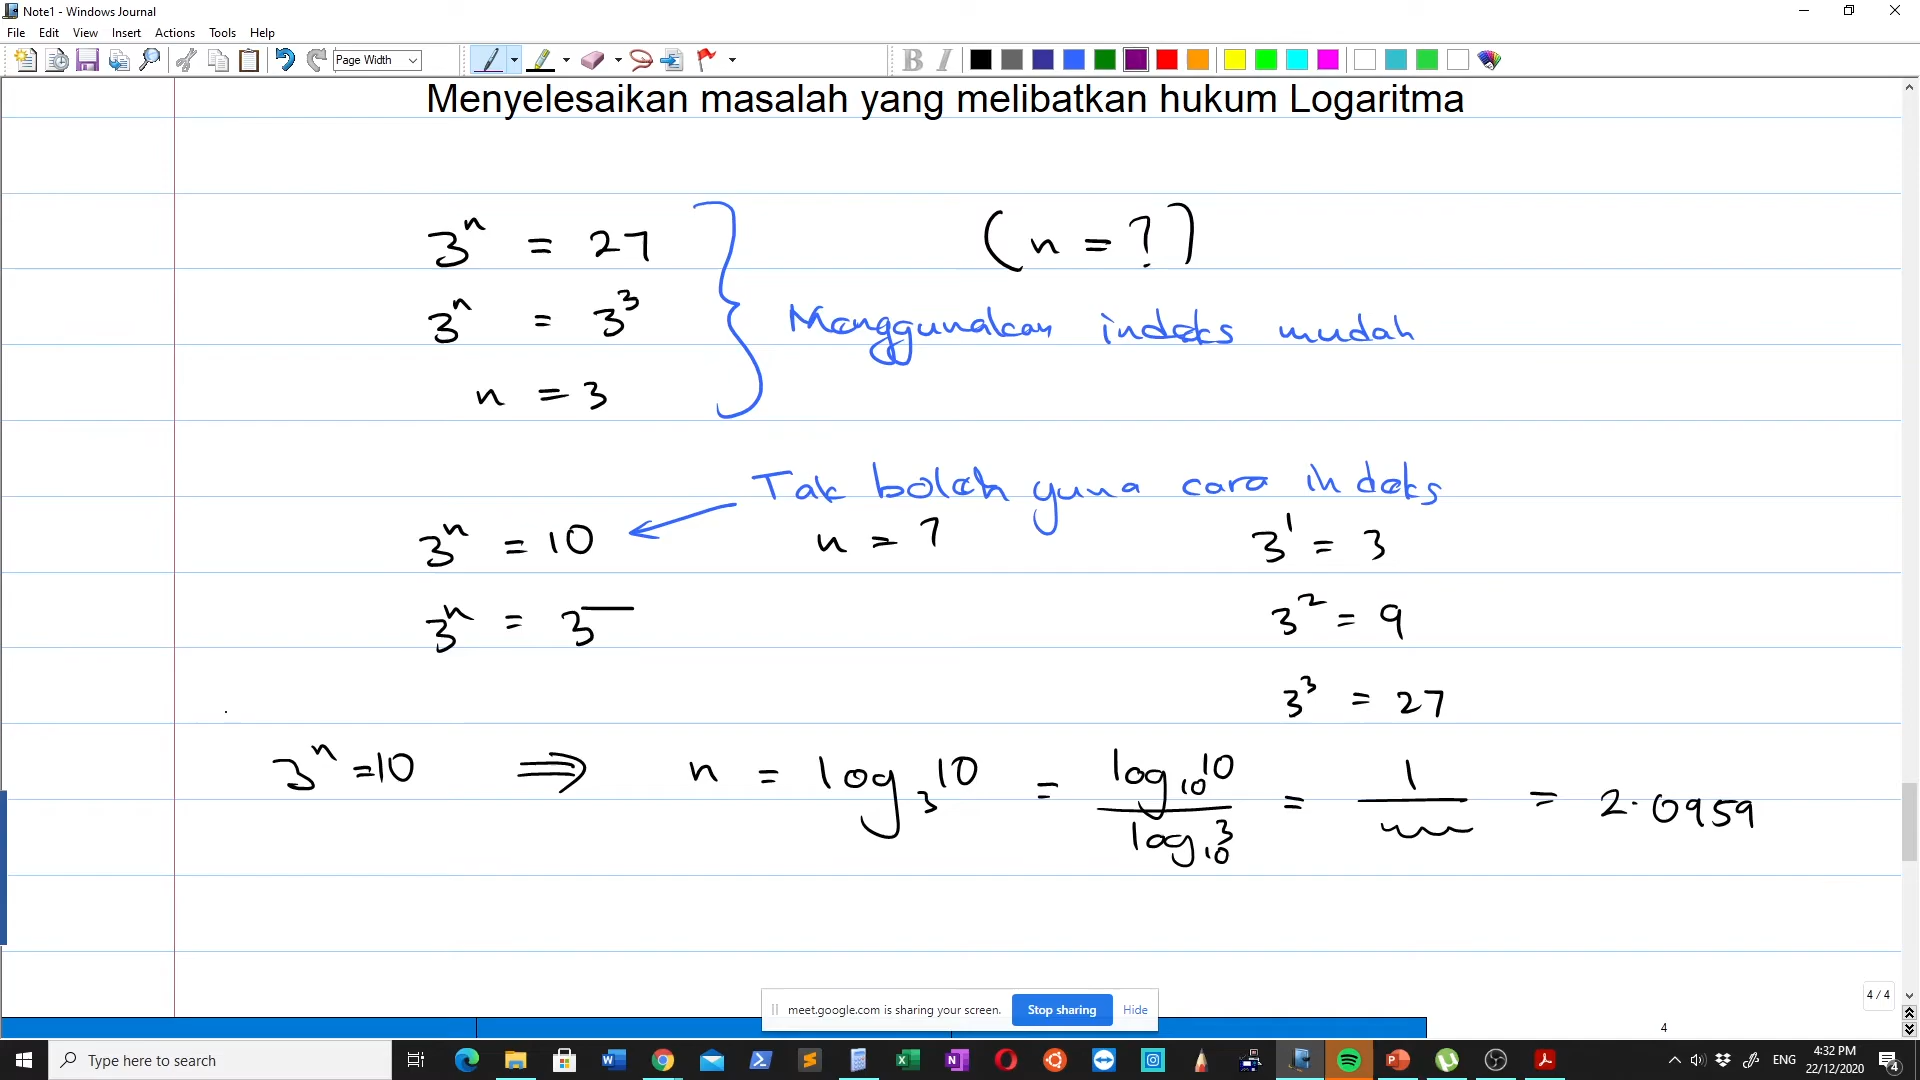 Note1 - Windows Journal
File Edit View Insert Actions Tools Help
Page Width
B I
Menyelesaikan masalah yang melibatkan hukum Logaritma
3^n = 27 (n = ?)
3^n = 3^3 Menggunakan indeks mudah
n = 3
Tak boleh guna cara indeks
3^n = 10 n = ? 3^1 = 3
3^n = 3 3^2 = 9
3^3 = 27
3^n = 10 ⇒ n = log_3 10 = log_10 10 / log_10 3 = 1 / = 2.0959
4 / 4
meet.google.com is sharing your screen. Stop sharing Hide
4
Type here to search
ENG 4:32 PM
22/12/2020
4